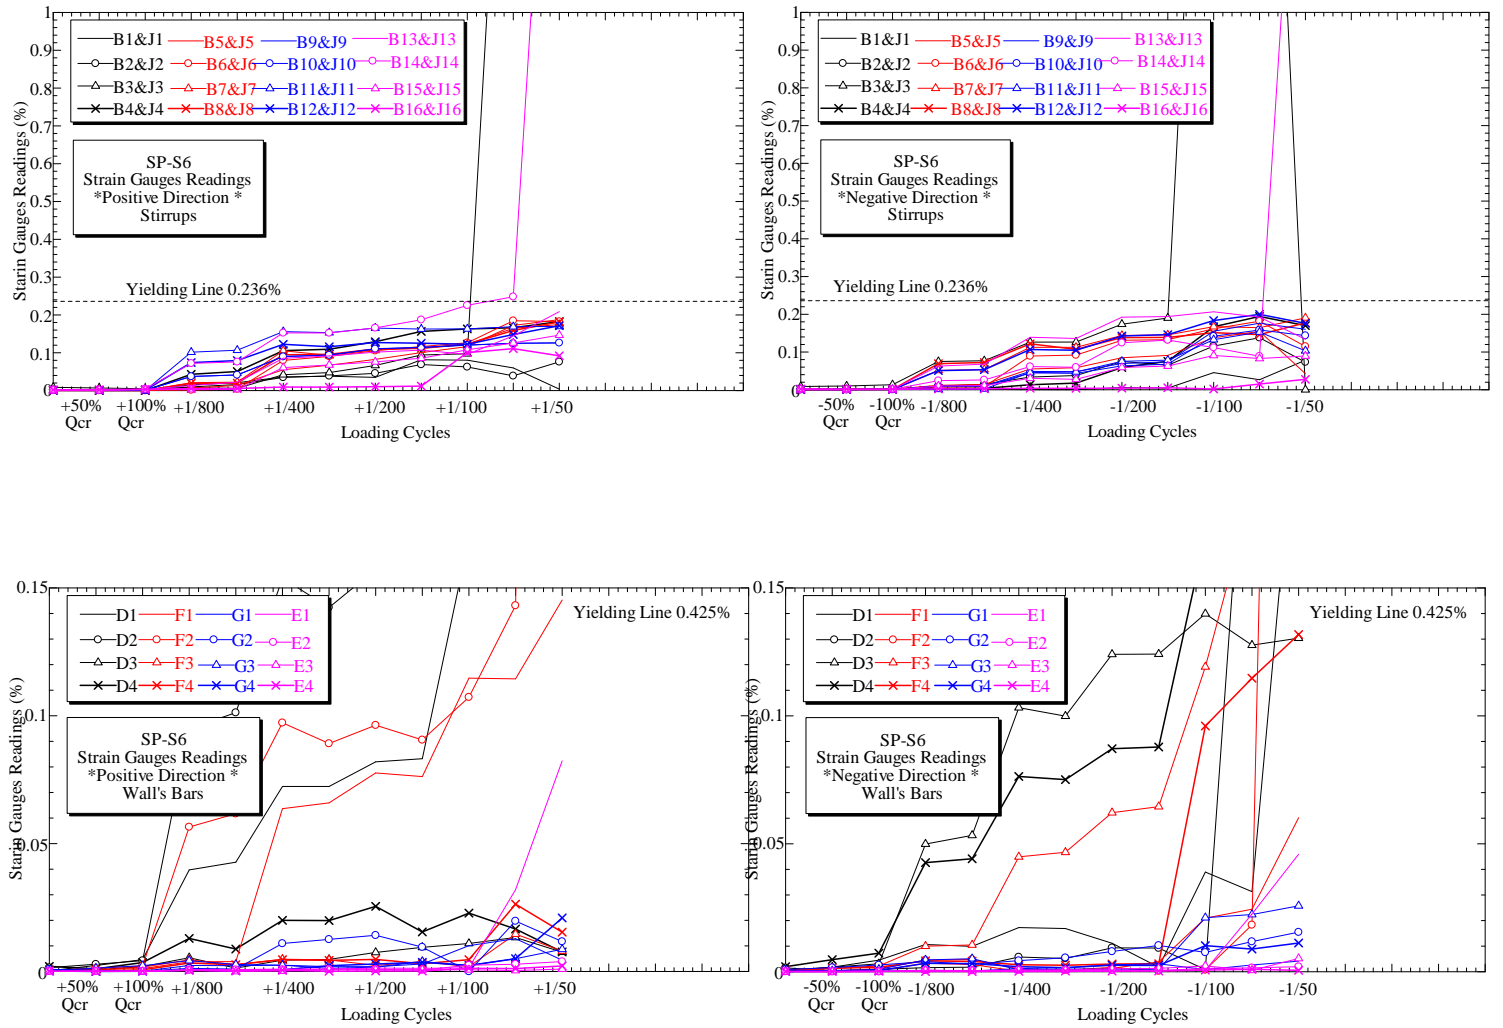 1
0.9
0.8
0.7
0.6
0.5
0.4
0.3
0.2
0.1
0
Starin Gauges Readings (%)
B1&J1 B5&J5 B9&J9 B13&J13
B2&J2 B6&J6 B10&J10 B14&J14
B3&J3 B7&J7 B11&J11 B15&J15
B4&J4 B8&J8 B12&J12 B16&J16
SP-S6
Strain Gauges Readings
*Positive Direction *
Stirrups
Yielding Line 0.236%
+50% Qcr +100% Qcr +1/800 +1/400 +1/200 +1/100 +1/50
Loading Cycles
1
0.9
0.8
0.7
0.6
0.5
0.4
0.3
0.2
0.1
0
Starin Gauges Readings (%)
B1&J1 B5&J5 B9&J9 B13&J13
B2&J2 B6&J6 B10&J10 B14&J14
B3&J3 B7&J7 B11&J11 B15&J15
B4&J4 B8&J8 B12&J12 B16&J16
SP-S6
Strain Gauges Readings
*Negative Direction *
Stirrups
Yielding Line 0.236%
-50% Qcr -100% Qcr -1/800 -1/400 -1/200 -1/100 -1/50
Loading Cycles
0.15
0.1
0.05
0
Starin Gauges Readings (%)
D1 F1 G1 E1
D2 F2 G2 E2
D3 F3 G3 E3
D4 F4 G4 E4
SP-S6
Strain Gauges Readings
*Positive Direction *
Wall's Bars
Yielding Line 0.425%
+50% Qcr +100% Qcr +1/800 +1/400 +1/200 +1/100 +1/50
Loading Cycles
0.15
0.1
0.05
0
Starin Gauges Readings (%)
D1 F1 G1 E1
D2 F2 G2 E2
D3 F3 G3 E3
D4 F4 G4 E4
SP-S6
Strain Gauges Readings
*Negative Direction *
Wall's Bars
Yielding Line 0.425%
-50% Qcr -100% Qcr -1/800 -1/400 -1/200 -1/100 -1/50
Loading Cycles